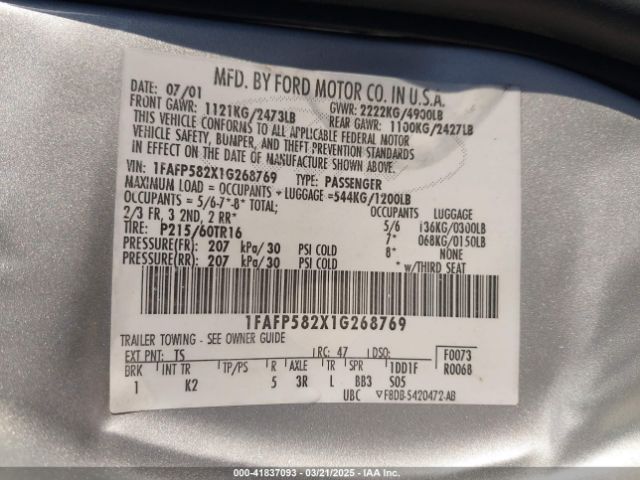 MFD. BY FORD MOTOR CO. IN U.S.A.
DATE: 07/01 GVWR: 2222KG/4900LB
FRONT GAWR: 1121KG/2473LB REAR GAWR: 1100KG/2427LB
THIS VEHICLE CONFORMS TO ALL APPLICABLE FEDERAL MOTOR
VEHICLE SAFETY, BUMPER, AND THEFT PREVENTION STANDARDS
IN EFFECT ON THE DATE OF MANUFACTURE SHOWN ABOVE.
VIN: 1FAFP582X1G268769 TYPE: PASSENGER
MAXIMUM LOAD = OCCUPANTS + LUGGAGE =544KG/1200LB
OCCUPANTS = 5/6-7*-8* TOTAL; OCCUPANTS LUGGAGE
2/3 FR, 3 2ND, 2 RR* 5/6 136KG/0300LB
TIRE: P215/60TR16 7* 068KG/0150LB
PRESSURE(FR) 207 kPa/30 PSI COLD 8* NONE
PRESSURE(RR) 207 kPa/30 PSI COLD * w/THIRD SEAT
1FAFP582X1G268769
TRAILER TOWING - SEE OWNER GUIDE
EXT PNT: TS RC: 47 DSO: F0073
BRK INT TR TP/PS R AXLE TR SPR 1DD1F R0068
1 K2 5 3R L BB3 S05
UBC ▽F8DB-5420472-AB
000-41837093 — 03/21/2025 — IAA Inc.